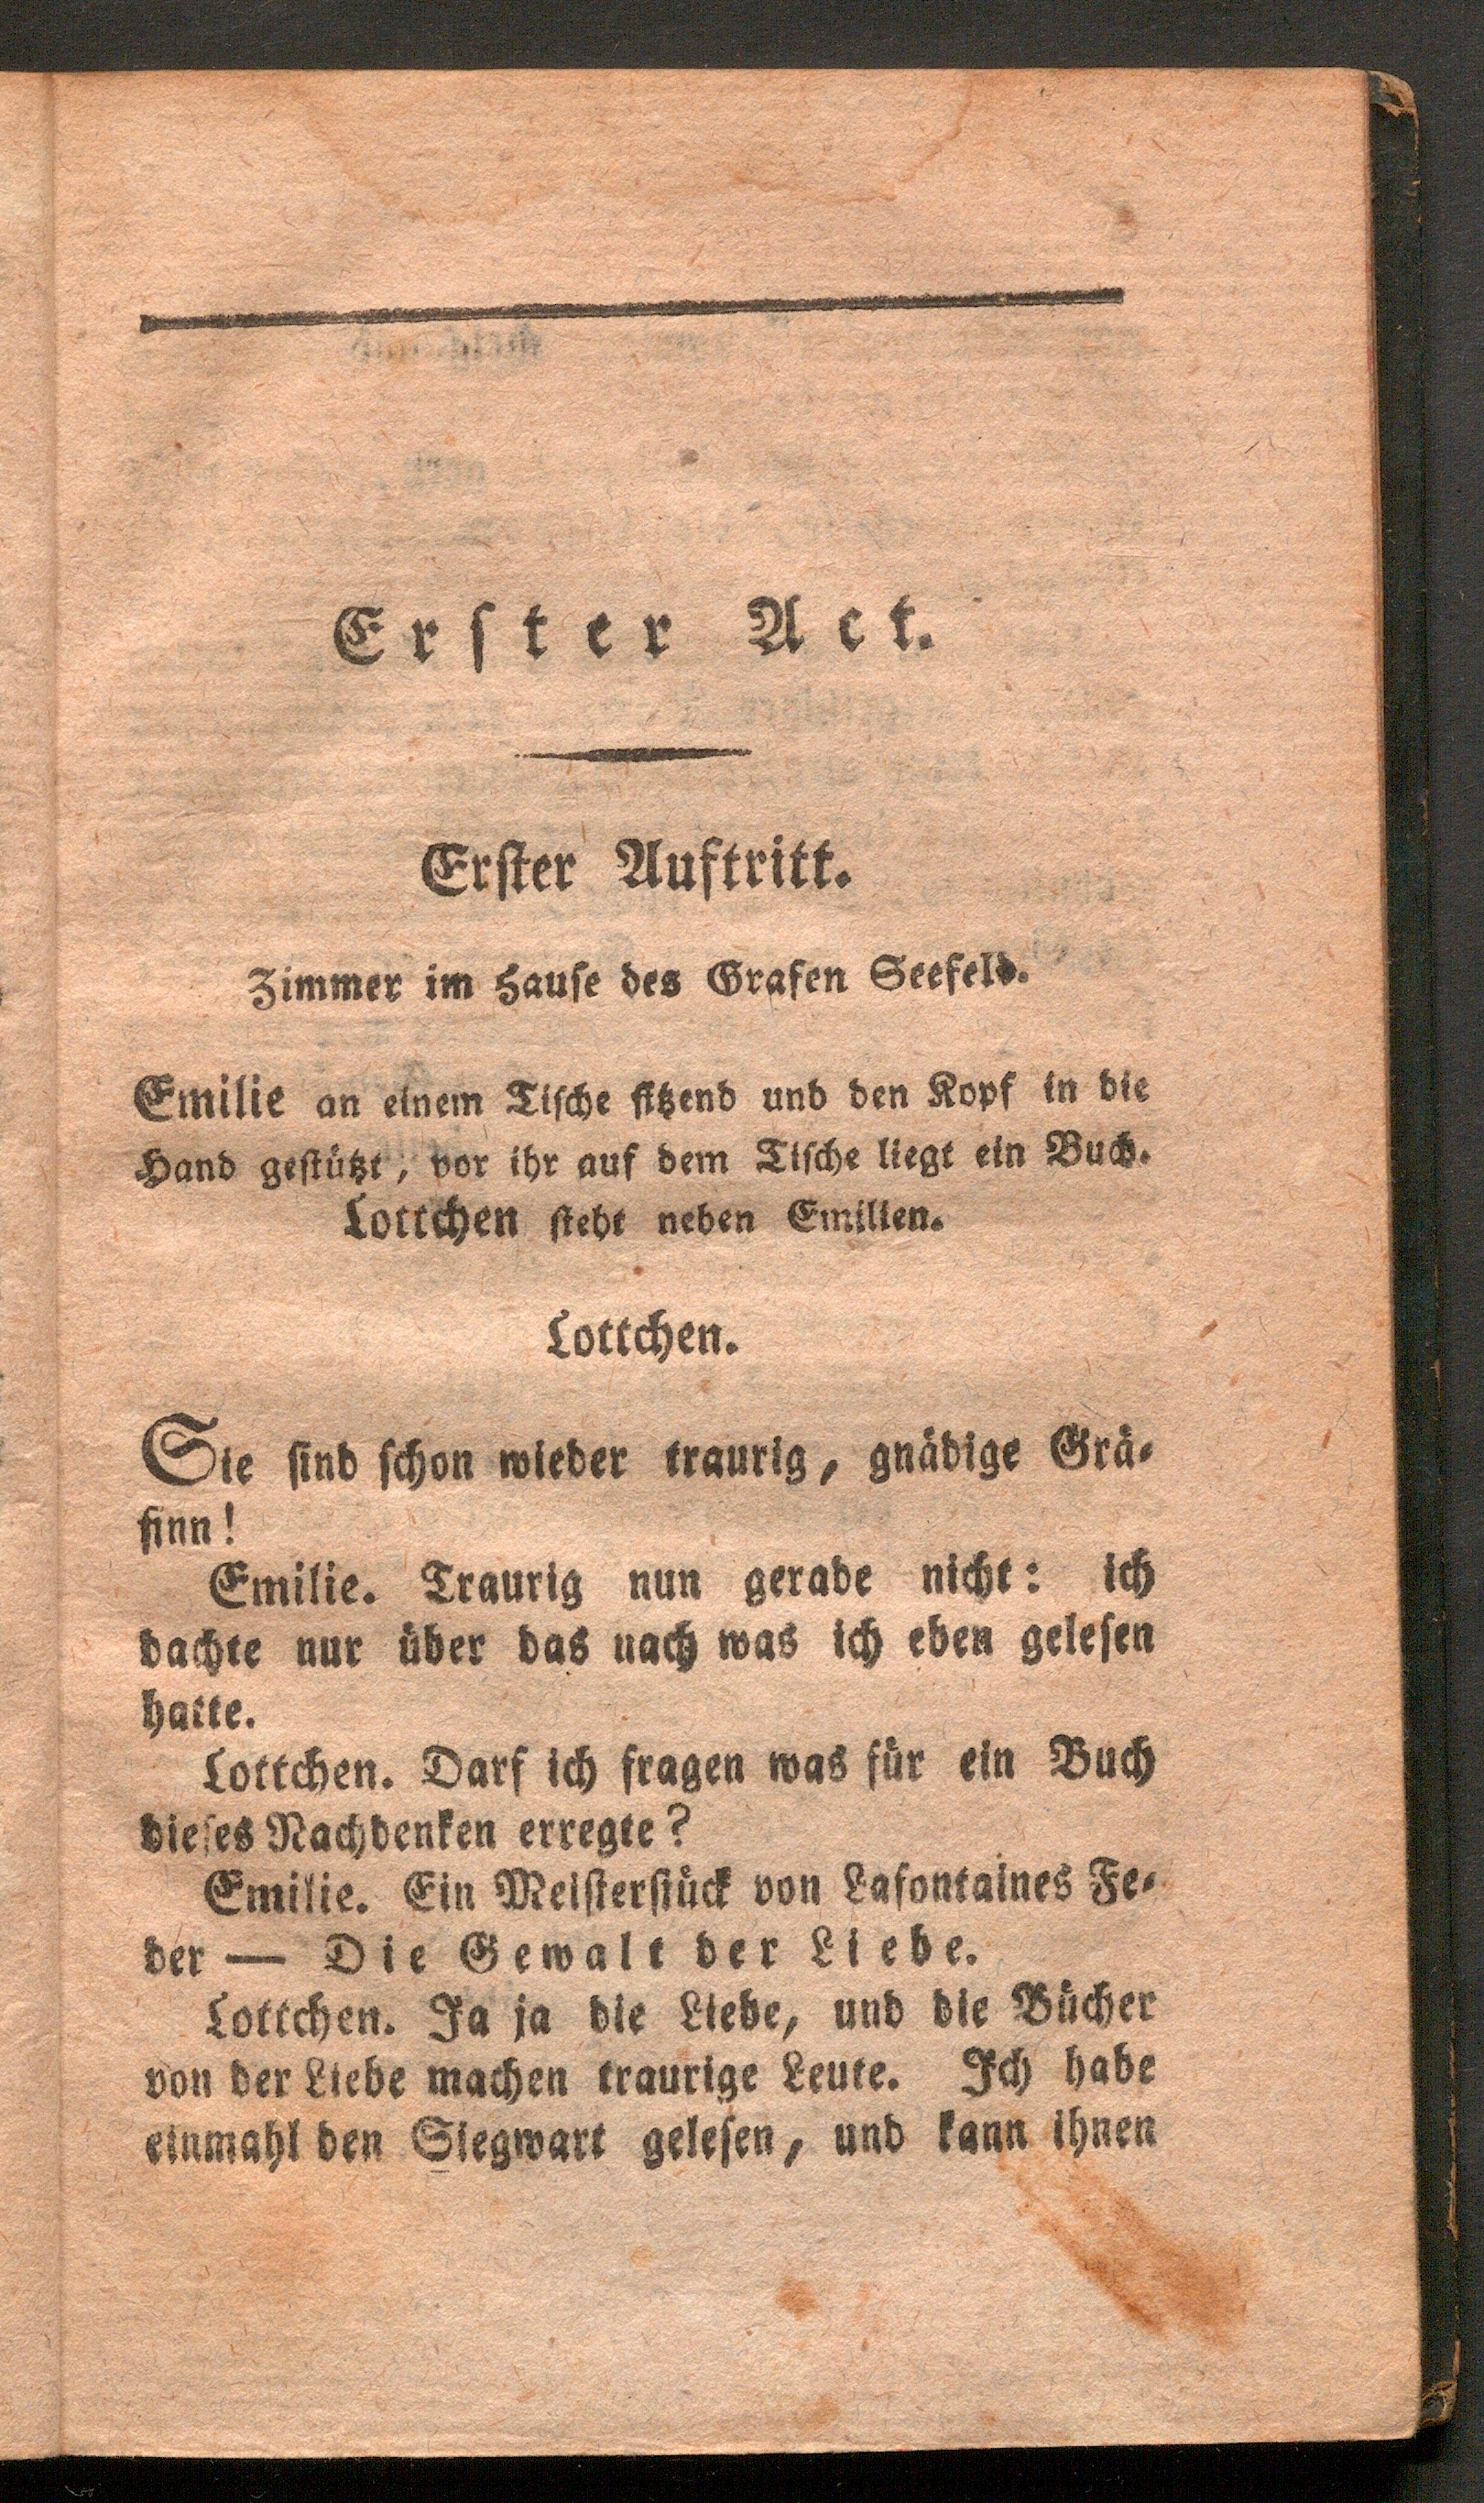 Erſter Act.
Erſter Auftritt.
Zimmer im Hauſe des Grafen Seefeld.
Emilie an einem Tiſche ſitzend und den Kopf in die
Hand geſtützt, vor ihr auf dem Tiſche liegt ein Buch.
Lottchen ſteht neben Emilien.
Lottchen.
Sie ſind ſchon wieder traurig, gnädige Grä-
finn!
Emilie. Traurig nun gerade nicht: ich
dachte nur über das nach was ich eben geleſen
hatte.
Lottchen. Darf ich fragen was für ein Buch
dieſes Nachdenken erregte?
Emilie. Ein Meiſterſtück von Lafontaines Fe-
der — Die Gewalt der Liebe.
Lottchen. Ja ja die Liebe, und die Bücher
von der Liebe machen traurige Leute. Ich habe
einmahl den Siegwart geleſen, und kann ihnen